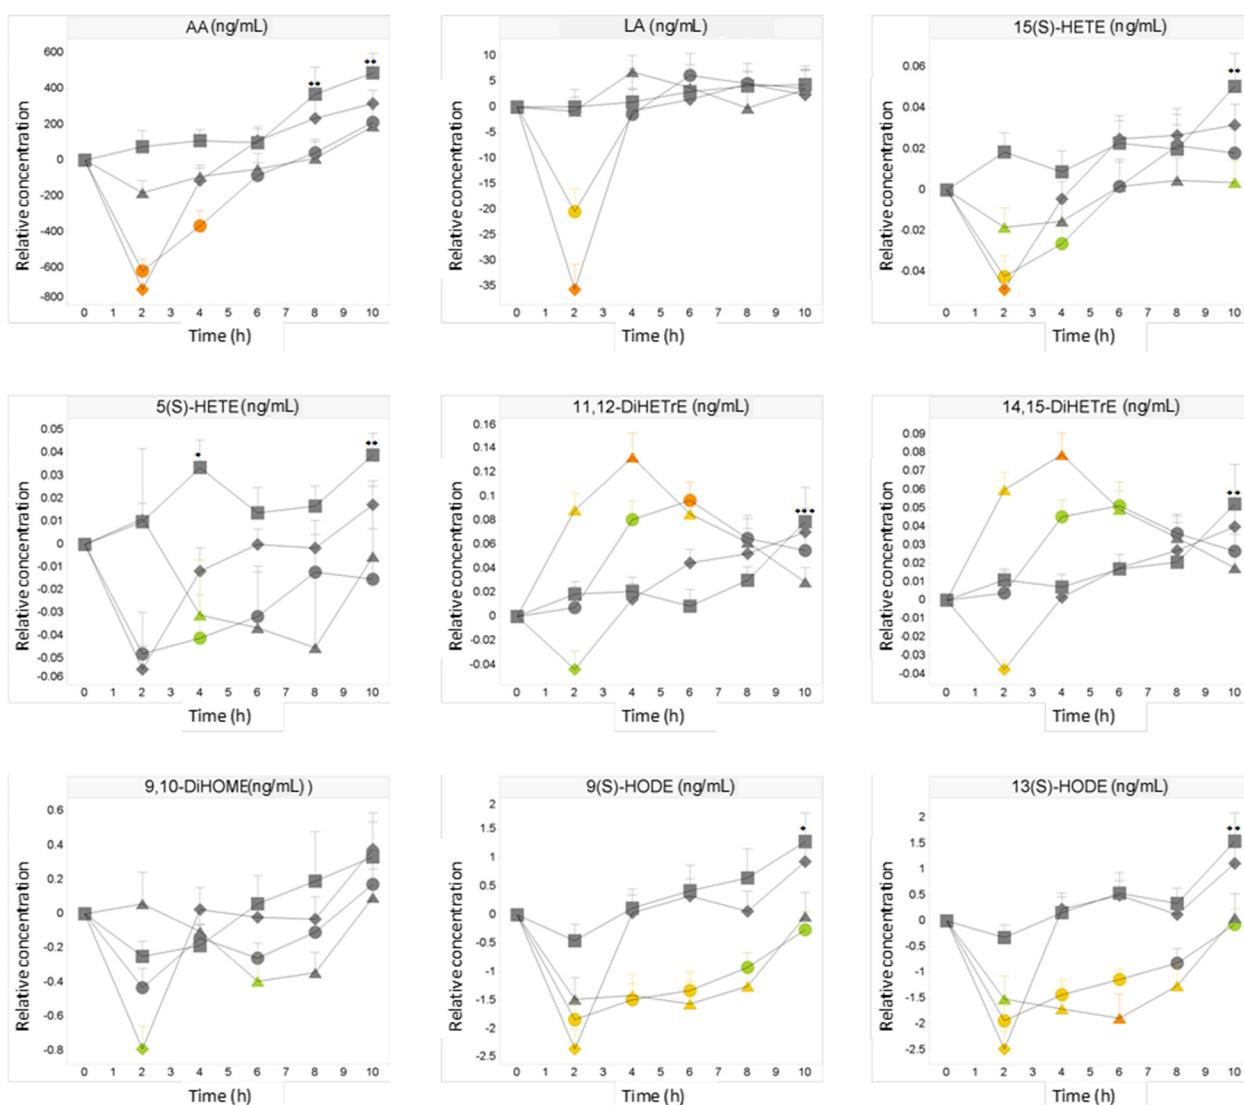 AA (ng/mL)
Relative concentration
600
400
200
0
-200
-400
-600
-800
**
**
0 1 2 3 4 5 6 7 8 9 10
Time (h)
LA (ng/mL)
Relative concentration
10
5
0
-5
-10
-15
-20
-25
-30
-35
0 1 2 3 4 5 6 7 8 9 10
Time (h)
15(S)-HETE (ng/mL)
Relative concentration
0.06
0.04
0.02
0
-0.02
-0.04
**
0 1 2 3 4 5 6 7 8 9 10
Time (h)
5(S)-HETE (ng/mL)
Relative concentration
0.05
0.04
0.03
0.02
0.01
0
-0.01
-0.02
-0.03
-0.04
-0.05
-0.06
*
**
0 1 2 3 4 5 6 7 8 9 10
Time (h)
11,12-DiHETrE (ng/mL)
Relative concentration
0.16
0.14
0.12
0.1
0.08
0.06
0.04
0.02
0
-0.02
-0.04
***
0 1 2 3 4 5 6 7 8 9 10
Time (h)
14,15-DiHETrE (ng/mL)
Relative concentration
0.09
0.08
0.07
0.06
0.05
0.04
0.03
0.02
0.01
0
-0.01
-0.02
-0.03
-0.04
**
0 1 2 3 4 5 6 7 8 9 10
Time (h)
9,10-DiHOME(ng/mL) )
Relative concentration
0.6
0.4
0.2
0
-0.2
-0.4
-0.6
-0.8
0 1 2 3 4 5 6 7 8 9 10
Time (h)
9(S)-HODE (ng/mL)
Relative concentration
2
1.5
1
0.5
0
-0.5
-1
-1.5
-2
-2.5
*
0 1 2 3 4 5 6 7 8 9 10
Time (h)
13(S)-HODE (ng/mL)
Relative concentration
2
1.5
1
0.5
0
-0.5
-1
-1.5
-2
-2.5
**
0 1 2 3 4 5 6 7 8 9 10
Time (h)